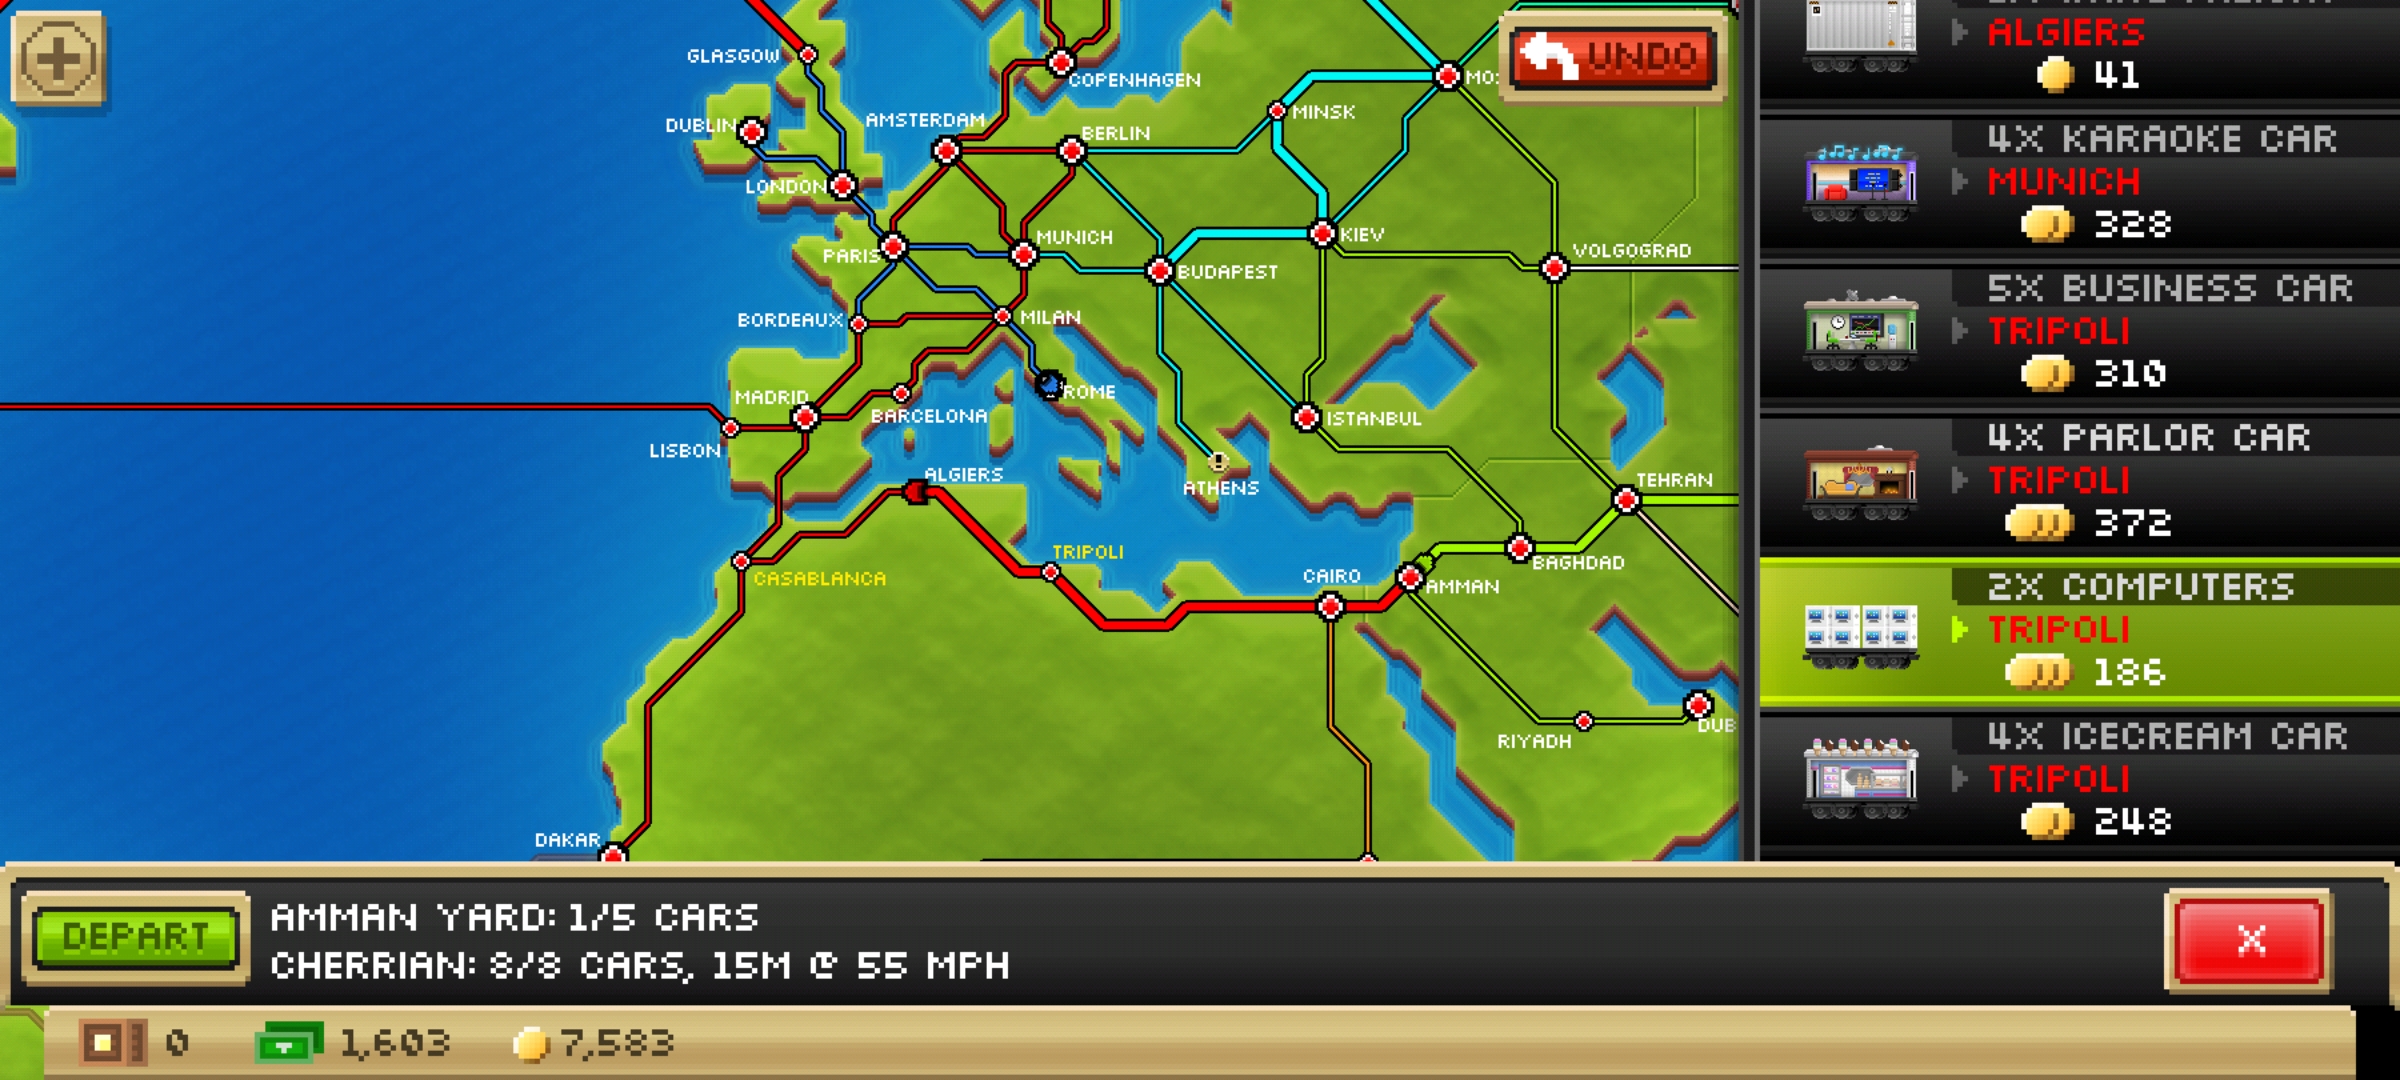 GLASGOW
COPENHAGEN
UNDO
DUBLIN
AMSTERDAM
BERLIN
MINSK
LONDON
PARIS
MUNICH
BUDAPEST
KIEV
VOLGOGRAD
BORDEAUX
MILAN
MADRID
BARCELONA
ROME
ISTANBUL
LISBON
ALGIERS
ATHENS
TEHRAN
CASABLANCA
TRIPOLI
CAIRO
AMMAN
BAGHDAD
RIYADH
DUB
DAKAR
ALGIERS
41
4X KARAOKE CAR
MUNICH
328
5X BUSINESS CAR
TRIPOLI
310
4X PARLOR CAR
TRIPOLI
372
2X COMPUTERS
TRIPOLI
186
4X ICECREAM CAR
TRIPOLI
248
DEPART
AMMAN YARD: 1/5 CARS
CHERRIAN: 8/8 CARS, 15M @ 55 MPH
X
0
1,603
7,583